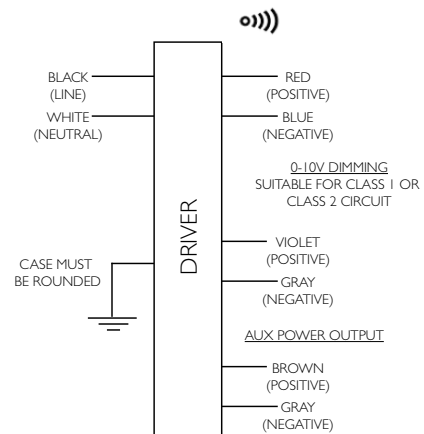 BLACK
(LINE)
WHITE
(NEUTRAL)
CASE MUST
BE ROUNDED
DRIVER
RED
(POSITIVE)
BLUE
(NEGATIVE)
0-10V DIMMING
SUITABLE FOR CLASS 1 OR
CLASS 2 CIRCUIT
VIOLET
(POSITIVE)
GRAY
(NEGATIVE)
AUX POWER OUTPUT
BROWN
(POSITIVE)
GRAY
(NEGATIVE)